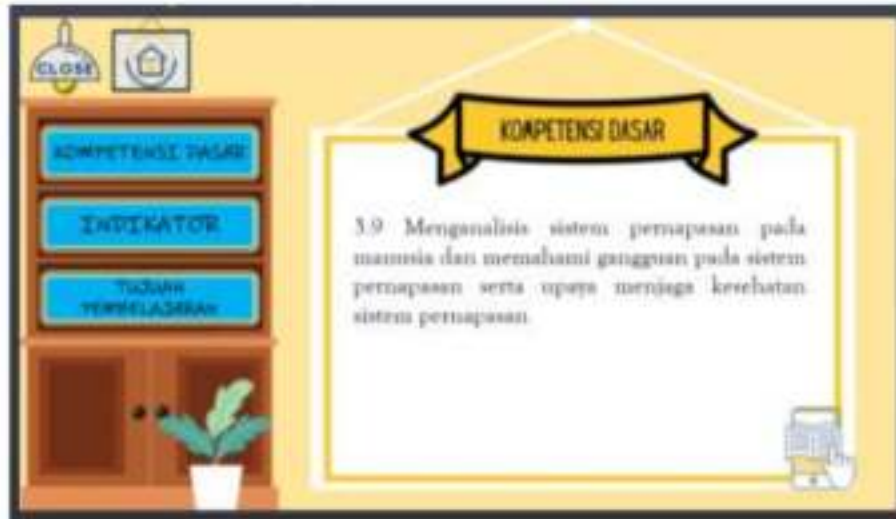 CLOSE
KOMPETENSI DASAR
INDIKATOR
TUJUAN
PEMBELAJARAN
KOMPETENSI DASAR
3.9 Menganalisis sistem pernapasan pada
manusia dan memahami gangguan pada sistem
pernapasan serta upaya menjaga kesehatan
sistem pernapasan.